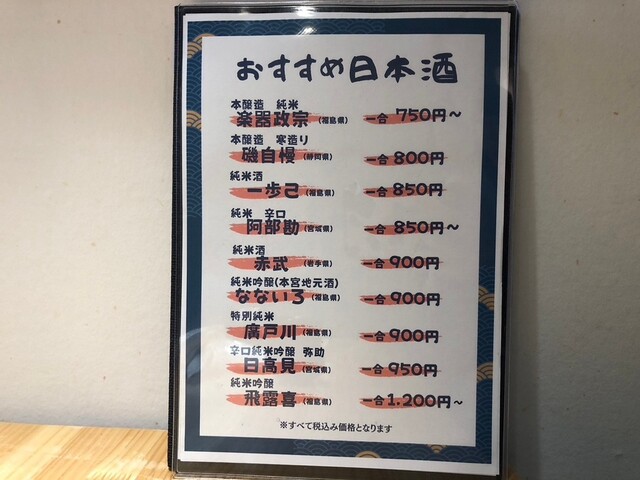 おすすめ日本酒
本醸造 純米
楽器政宗 (福島県) 一合 750円～
本醸造 寒造り
磯自慢 (静岡県) 一合 800円
純米酒
一歩己 (福島県) 一合 850円
純米 辛口
阿部勘 (宮城県) 一合 850円～
純米酒
赤武 (岩手県) 一合 900円
純米吟醸(本宮地元酒)
なないろ (福島県) 一合 900円
特別純米
廣戸川 (福島県) 一合 900円
辛口純米吟醸 弥助
日高見 (宮城県) 一合 950円
純米吟醸
飛露喜 (福島県) 一合 1.200円～
※すべて税込み価格となります